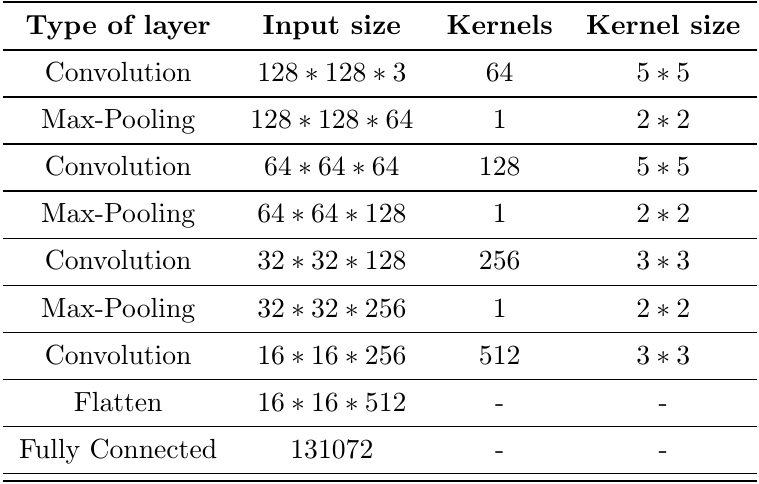 Type of layer Input size Kernels Kernel size
Convolution 128 ∗ 128 ∗ 3 64 5 ∗ 5
Max-Pooling 128 ∗ 128 ∗ 64 1 2 ∗ 2
Convolution 64 ∗ 64 ∗ 64 128 5 ∗ 5
Max-Pooling 64 ∗ 64 ∗ 128 1 2 ∗ 2
Convolution 32 ∗ 32 ∗ 128 256 3 ∗ 3
Max-Pooling 32 ∗ 32 ∗ 256 1 2 ∗ 2
Convolution 16 ∗ 16 ∗ 256 512 3 ∗ 3
Flatten 16 ∗ 16 ∗ 512 - -
Fully Connected 131072 - -